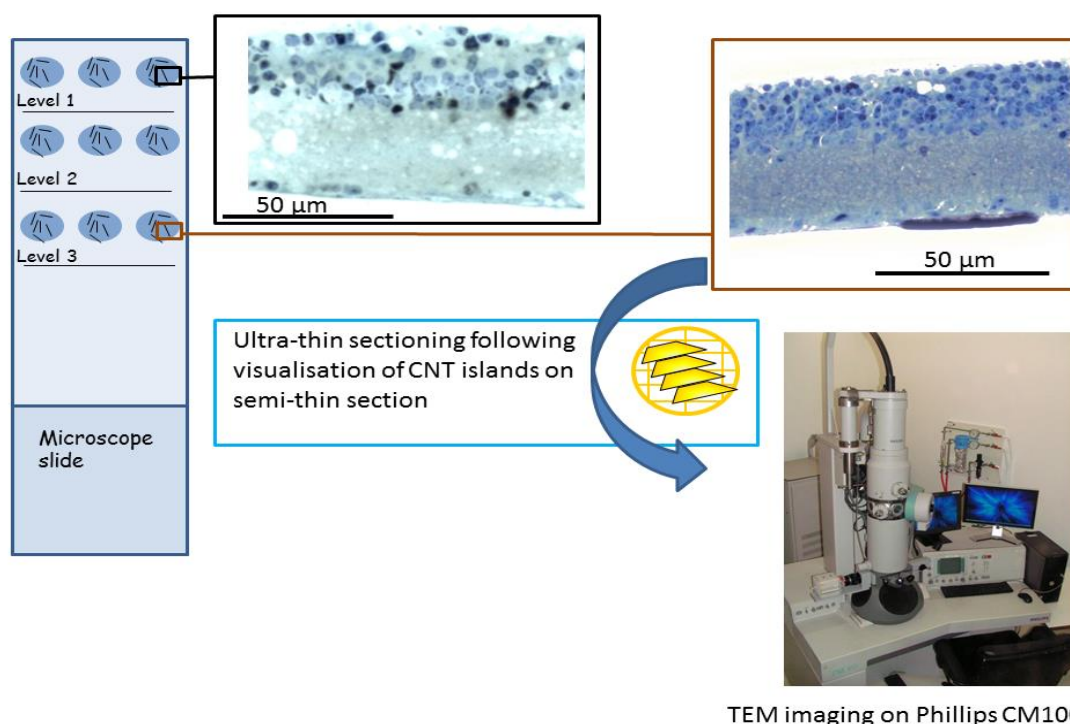 Level 1
Level 2
Level 3
50 µm
50 µm
Ultra-thin sectioning following
visualisation of CNT islands on
semi-thin section
Microscope
slide
TEM imaging on Phillips